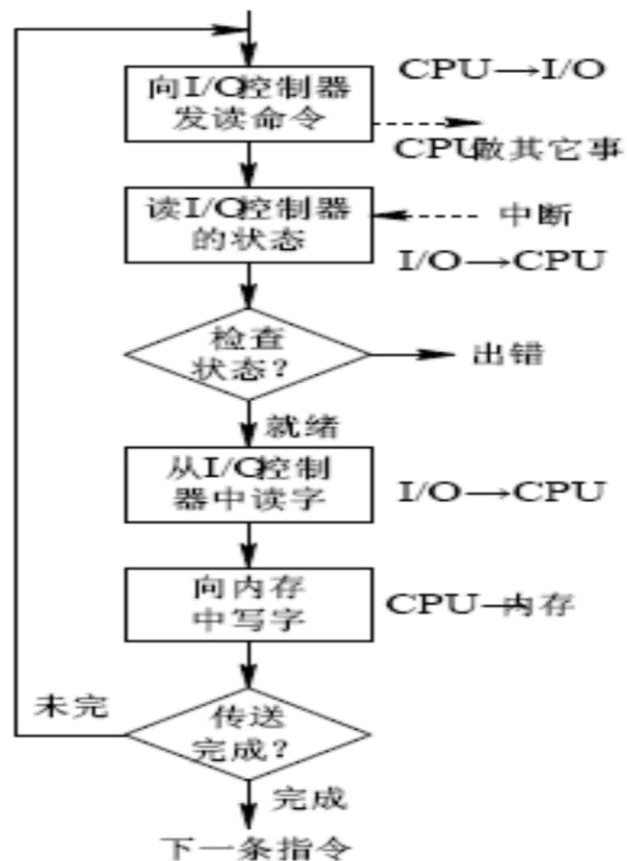 向I/O控制器
发读命令
CPU→I/O
CPU做其它事
读I/O控制器
的状态
中断
I/O→CPU
检查
状态？
出错
就绪
从I/O控制
器中读字
I/O→CPU
向内存
中写字
CPU→内存
未完
传送
完成？
完成
下一条指令